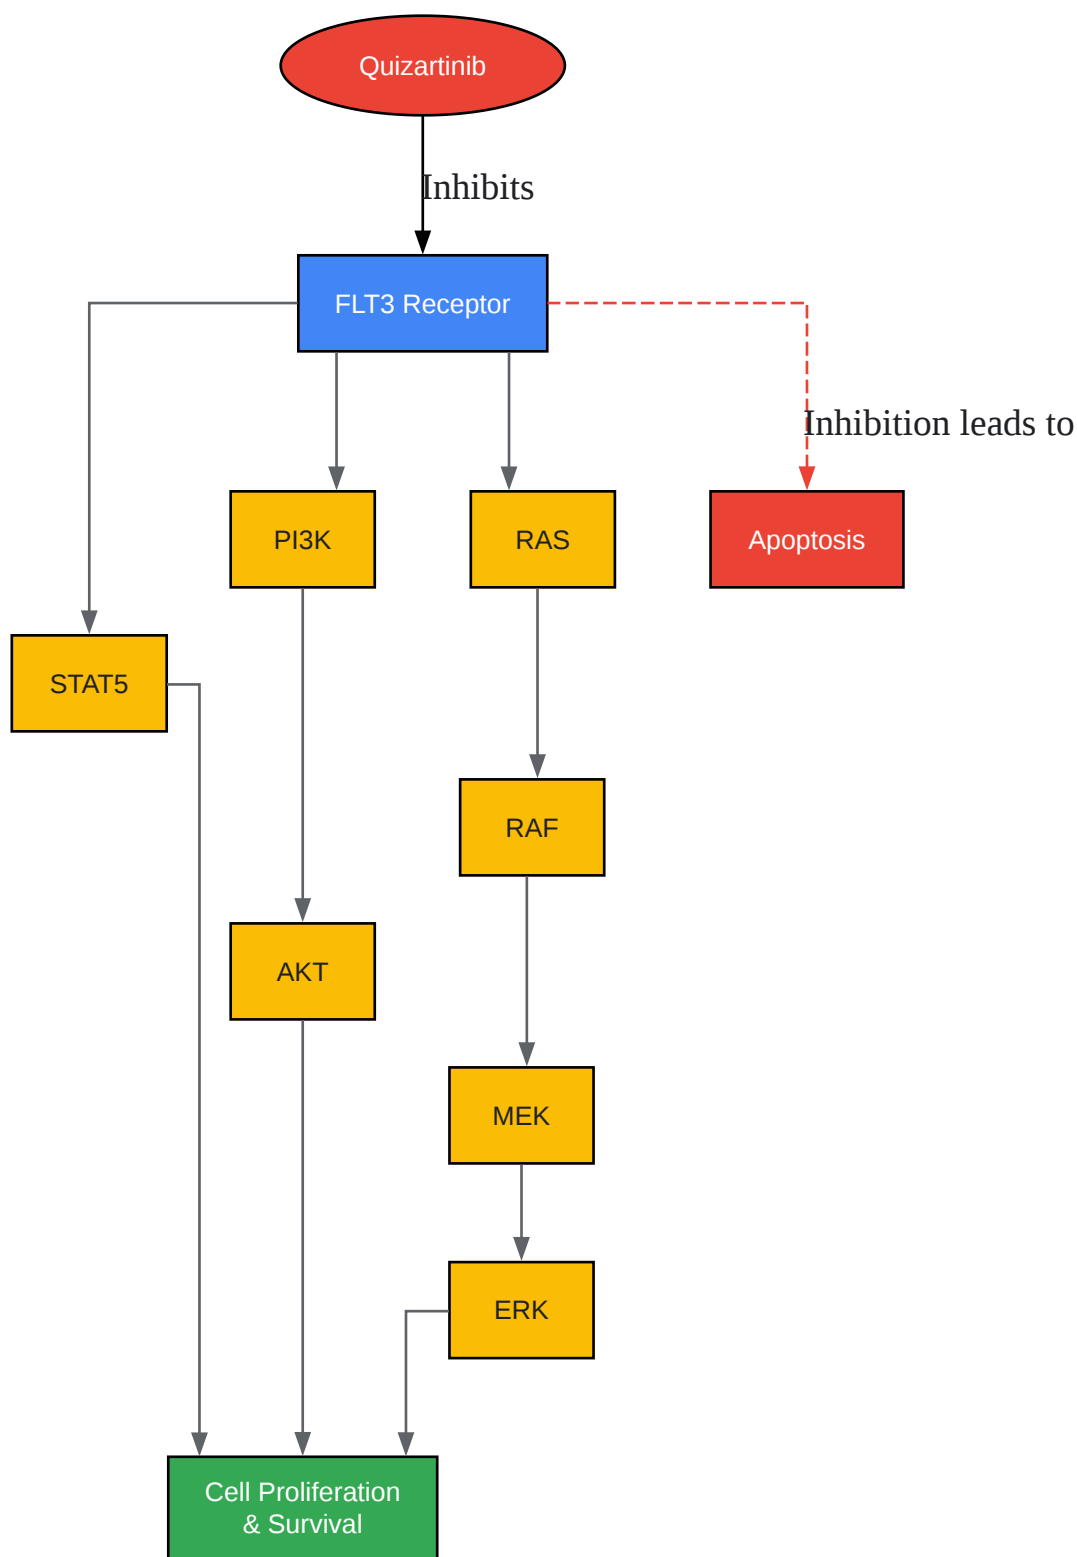 Quizartinib
Inhibits
FLT3 Receptor
Inhibition leads to
PI3K
RAS
Apoptosis
STAT5
RAF
AKT
MEK
ERK
Cell Proliferation
& Survival